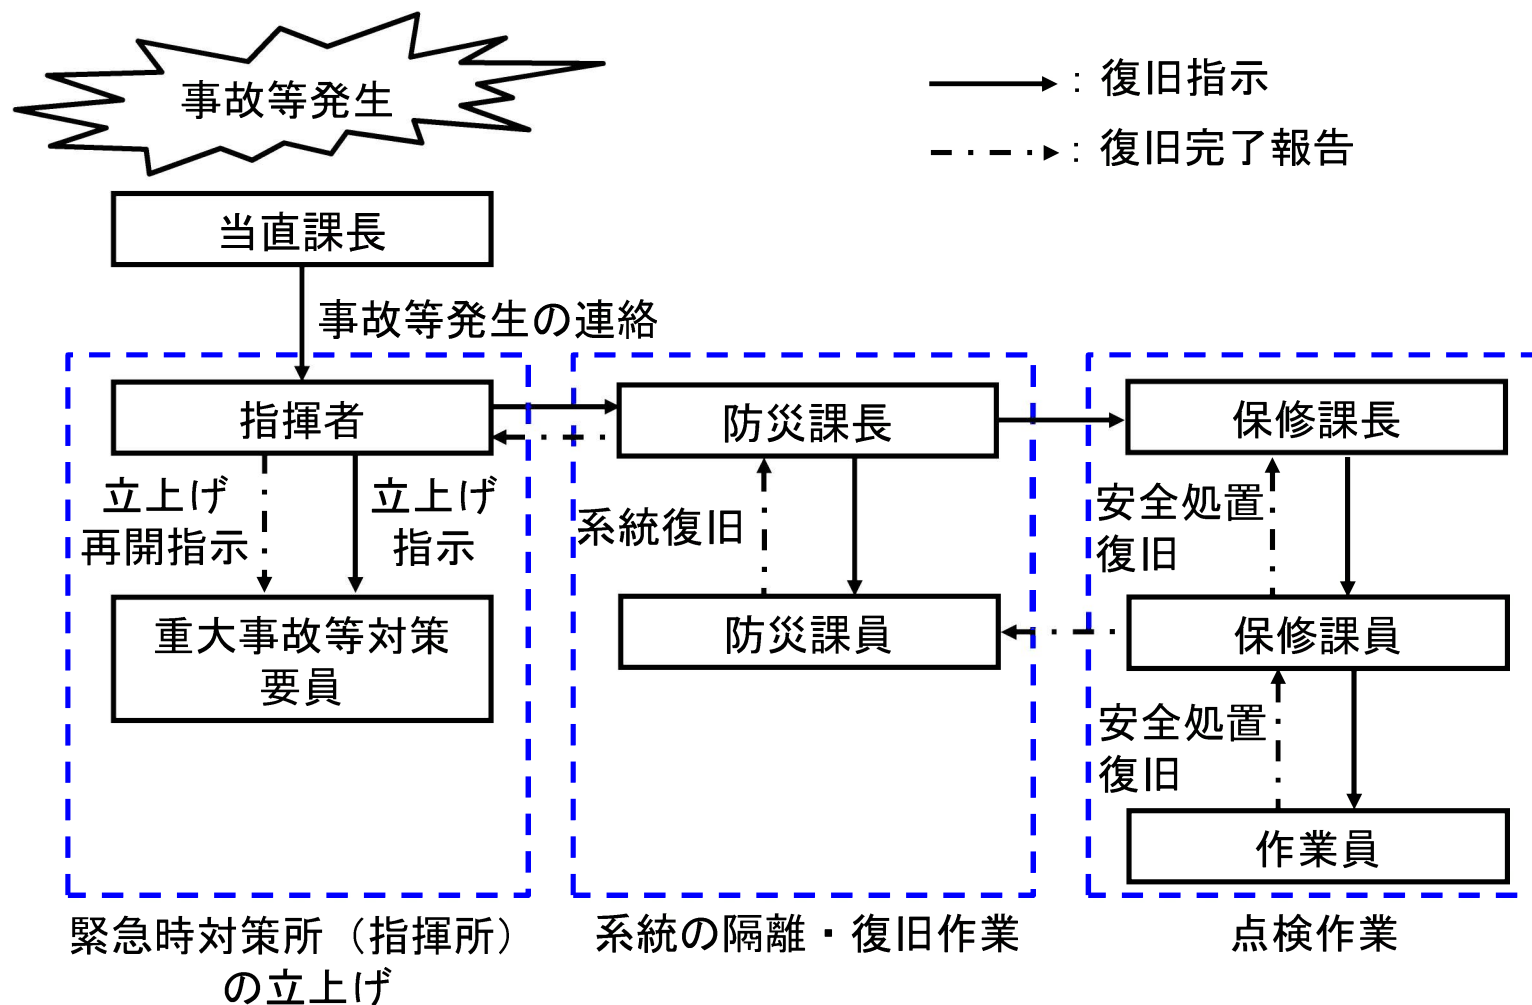 事故等発生
：復旧指示
：復旧完了報告
当直課長
事故等発生の連絡
指揮者
防災課長
保修課長
立上げ
再開指示
立上げ
指示
系統復旧
安全処置
復旧
重大事故等対策
要員
防災課員
保修課員
安全処置
復旧
作業員
緊急時対策所（指揮所）
の立上げ
系統の隔離・復旧作業
点検作業